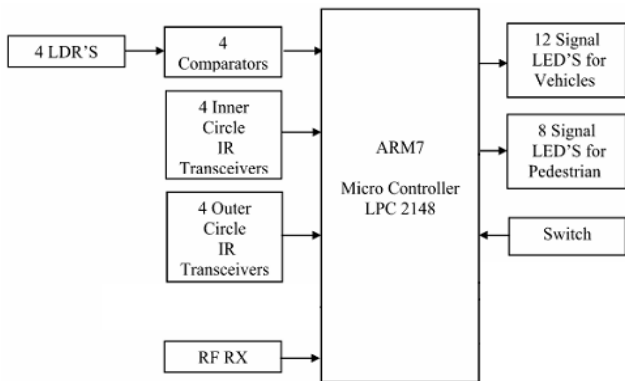 4 LDR'S
4
Comparators
4 Inner
Circle
IR
Transceivers
4 Outer
Circle
IR
Transceivers
RF RX
ARM7
Micro Controller
LPC 2148
12 Signal
LED'S for
Vehicles
8 Signal
LED'S for
Pedestrian
Switch